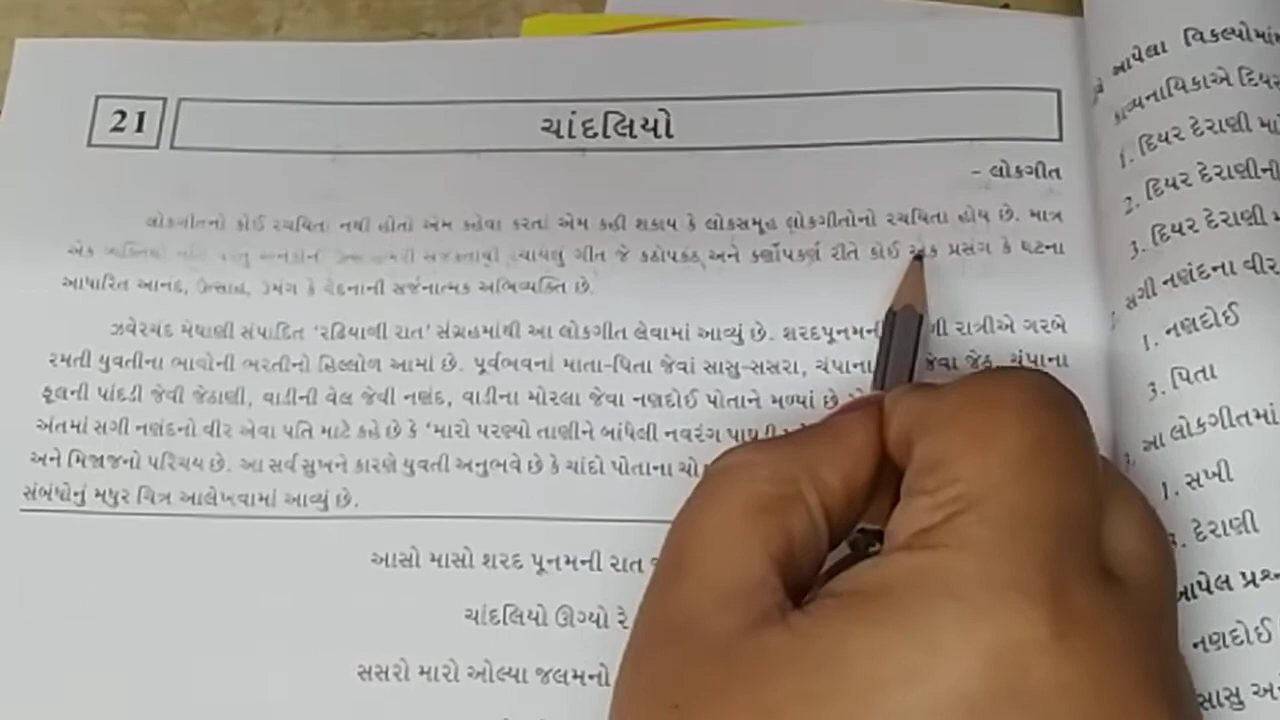 21
ચાંદલિયો
- લોકગીત
લોકગીતનો કોઈ રચયિતા નથી હોતો એમ કહેવા કરતાં એમ કહી શકાય કે લોકસમૂહ લોકગીતોનો રચયિતા હોય છે. માત્ર
એક ગીત જે કંઠોપકંઠ અને કર્ણોપકર્ણ રીતે કોઈ એક પ્રસંગ કે ઘટના
આધારિત આનંદ, ઉત્સાહ, ઉમંગ કે વેદનાની સર્જનાત્મક અભિવ્યક્તિ છે.
ઝવેરચંદ મેઘાણી સંપાદિત 'રઢિયાળી રાત' સંગ્રહમાંથી આ લોકગીત લેવામાં આવ્યું છે. રાત્રીએ ગરબે
રમતી યુવતીના ભાવોની ભરતીનો હિલ્લોળ આમાં છે. પૂર્વભવનાં માતા-પિતા જેવાં સાસુ-સસરા, ચંપાના જેવા જેઠ, ચંપાના
ફૂલની પાંદડી જેવી જેઠાણી, વાડીની વેલ જેવી નણંદ, વાડીના મોરલા જેવા નણદોઈ પોતાને મળ્યાં છે
અંતમાં સગી નણંદનો વીર એવા પતિ માટે કહે છે કે 'મારો પરણ્યો તાણીને બાંધેલી નવરંગ પાઘડી
અને મિજાજનો પરિચય છે. આ સર્વ સુખને કારણે યુવતી અનુભવે છે કે ચાંદો પોતાના
સંબંધોનું મધુર ચિત્ર આલેખવામાં આવ્યું છે.
આસો માસો શરદ પૂનમની રાત
ચાંદલિયો ઊગ્યો રે
સસરો મારો ઓલ્યા જલમનો
આપેલા વિકલ્પોમાં
કાવ્યનાયિકાએ
1. દિયર દેરાણી
2. દિયર દેરાણીની
3. દિયર દેરાણી
સગી નણંદના વીર
1. નણદોઈ
3. પિતા
આ લોકગીતમાં
1. સખી
3. દેરાણી
આપેલ
નણદોઈ
સાસુ